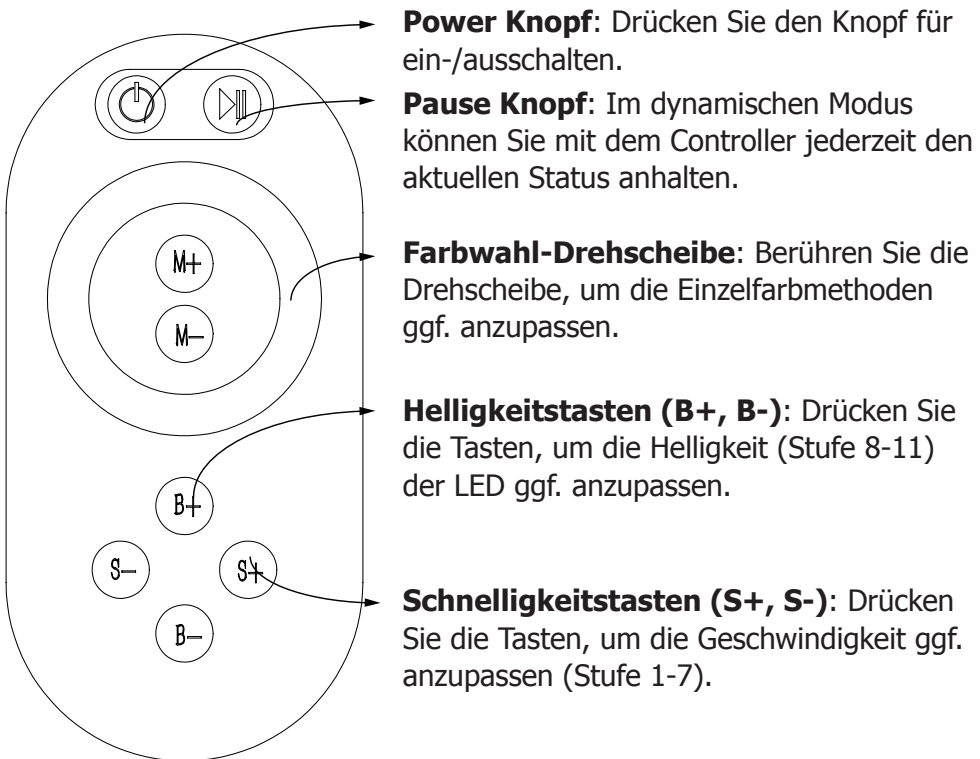 Power Knopf: Drücken Sie den Knopf für
ein-/ausschalten.
Pause Knopf: Im dynamischen Modus
können Sie mit dem Controller jederzeit den
aktuellen Status anhalten.
M+
M-
Farbwahl-Drehscheibe: Berühren Sie die
Drehscheibe, um die Einzelfarbmethoden
ggf. anzupassen.
Helligkeitstasten (B+, B-): Drücken Sie
die Tasten, um die Helligkeit (Stufe 8-11)
der LED ggf. anzupassen.
B+
S-
S+
B-
Schnelligkeitstasten (S+, S-): Drücken
Sie die Tasten, um die Geschwindigkeit ggf.
anzupassen (Stufe 1-7).